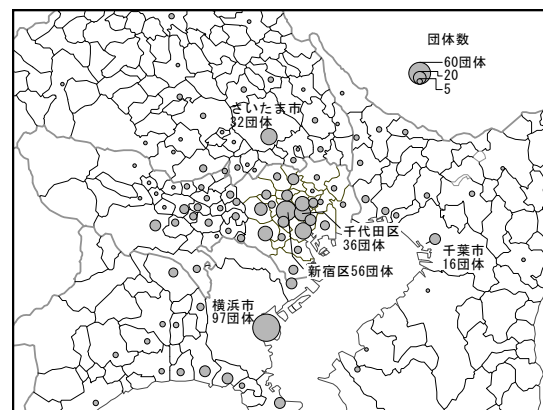 団体数
60団体
20
5
さいたま市
32団体
千代田区
36団体
千葉市
16団体
新宿区56団体
横浜市
97団体